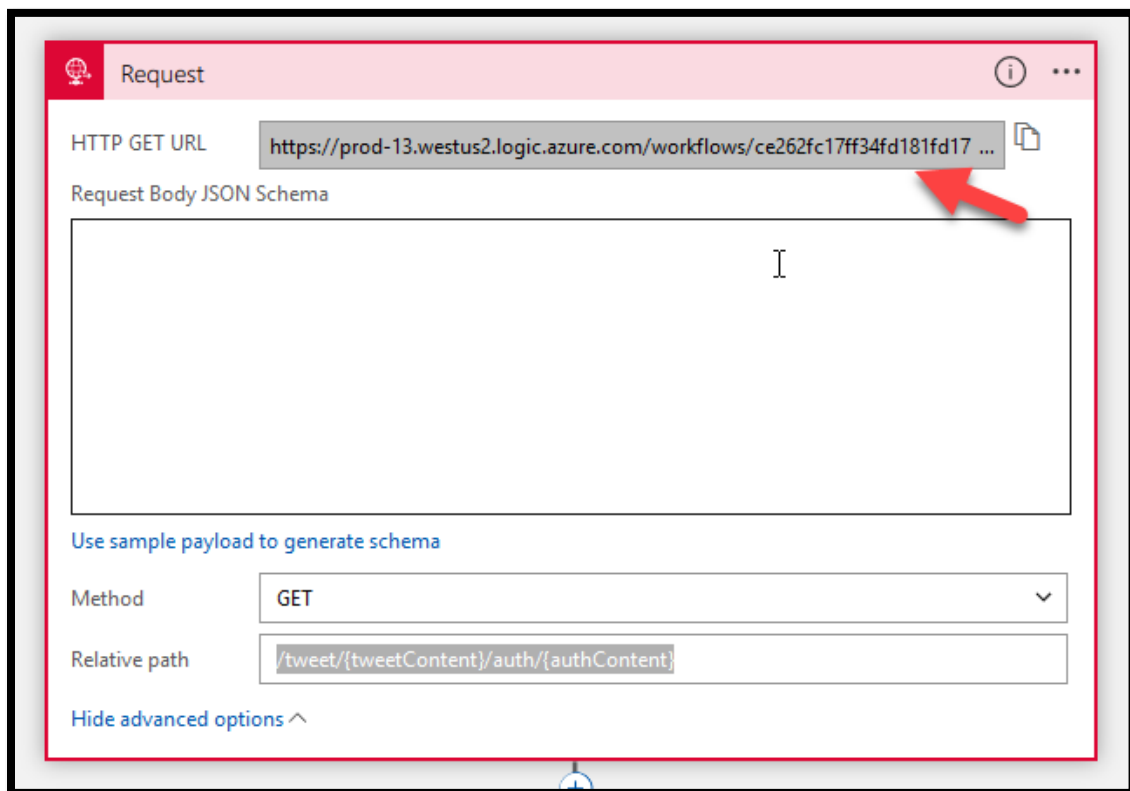 Request
HTTP GET URL
https://prod-13.westus2.logic.azure.com/workflows/ce262fc17ff34fd181fd17 ...
Request Body JSON Schema
Use sample payload to generate schema
Method
GET
Relative path
/tweet/{tweetContent}/auth/{authContent}
Hide advanced options